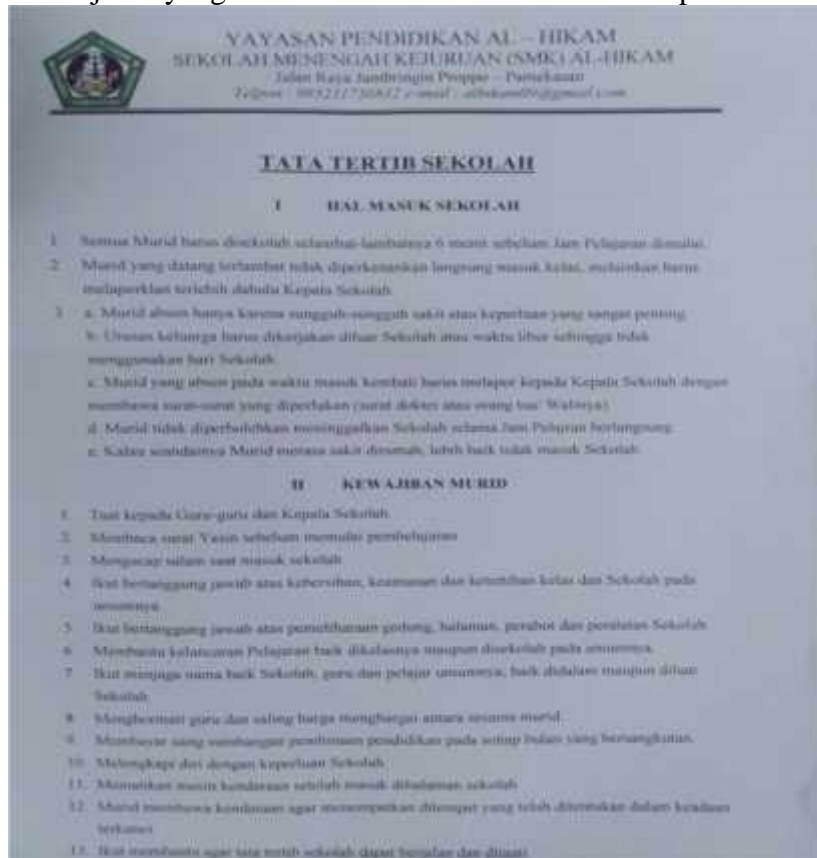 YAYASAN PENDIDIKAN AL - HIKAM
SEKOLAH MENENGAH KEJURUAN (SMK) AL-HIKAM
Jalan Raya Jambringin Proppo - Pamekasan
TATA TERTIB SEKOLAH
I HAL MASUK SEKOLAH
1. Semua Murid harus disekolah selambat-lambatnya 6 menit sebelum Jam Pelajaran dimulai.
2. Murid yang datang terlambat tidak diperkenankan langsung masuk kelas, melainkan harus
melaporkan terlebih dahulu Kepala Sekolah
3. a. Murid absen hanya karena sungguh-sungguh sakit atau keperluan yang sangat penting.
b. Urusan keluarga harus dikerjakan diluar Sekolah atau waktu libur sehingga tidak
menggunakan hari Sekolah.
c. Murid yang absen pada waktu masuk kembali harus melapor kepada Kepala Sekolah dengan
membawa surat-surat yang diperlukan (surat dokter atau orang tua/ Walinya)
d. Murid tidak diperbolehkan meninggalkan Sekolah selama Jam Pelajaran berlangsung.
e. Kalau seandainya Murid merasa sakit dirumah, lebih baik tidak masuk Sekolah.
II KEWAJIBAN MURID
1. Taat kepada Guru-guru dan Kepala Sekolah.
2. Membaca surat Yasin sebelum memulai pembelajaran
3. Mengucap salam saat masuk sekolah
4. Ikut bertanggung jawab atas kebersihan, keamanan dan ketertiban kelas dan Sekolah pada
umumnya.
5. Ikut bertanggung jawab atas pemeliharaan gedung, halaman, perabot dan peralatan Sekolah
6. Membantu kelancaran Pelajaran baik dikelasnya maupun disekolah pada umumnya.
7. Ikut menjaga nama baik Sekolah, guru dan pelajar umumnya, baik didalam maupun diluar
Sekolah
8. Menghormati guru dan saling harga menghargai antara sesama murid.
9. Membayar uang sumbangan pembinaan pendidikan pada setiap bulan yang bersangkutan.
10. Melengkapi diri dengan keperluan Sekolah
11. Mematikan mesin kendaraan setelah masuk dihalaman sekolah
12. Murid membawa kendaraan agar menempatkan ditempat yang telah ditentukan dalam keadaan
terkunci
13. Ikut membantu agar tata tertib sekolah dapat berjalan dan ditaati